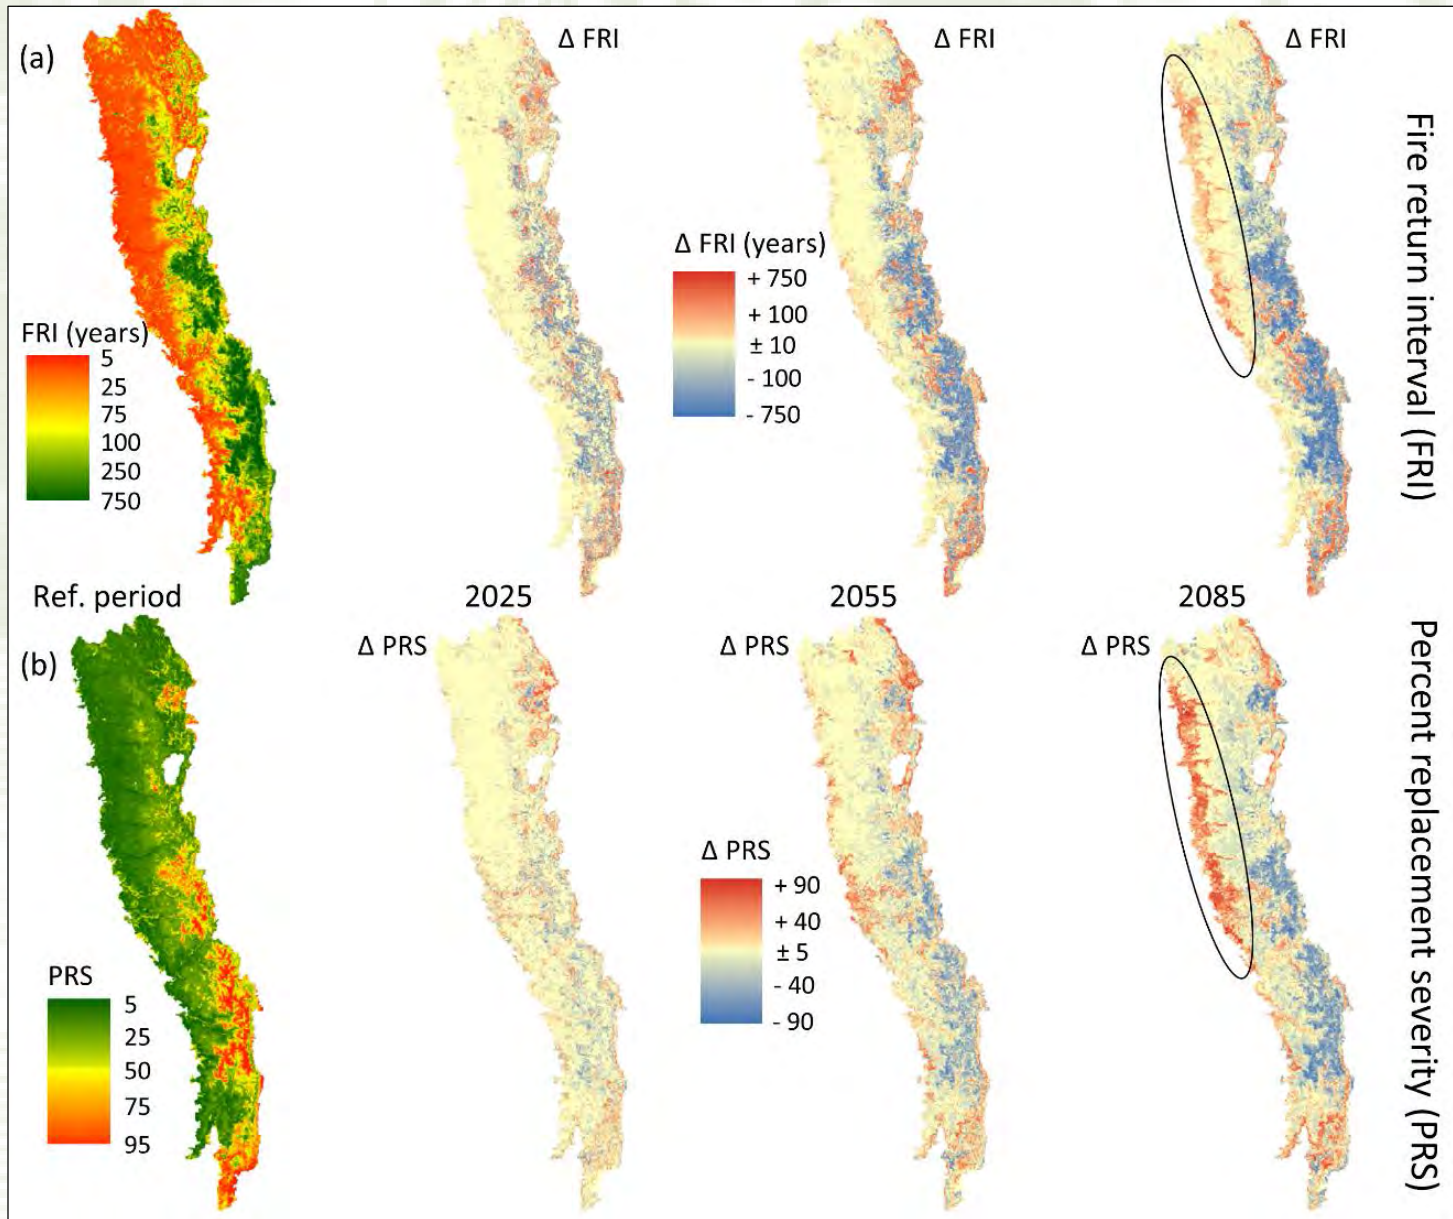 (a)
Δ FRI
Δ FRI
Δ FRI
Fire return interval (FRI)
Δ FRI (years)
+ 750
+ 100
± 10
- 100
- 750
FRI (years)
5
25
75
100
250
750
Ref. period
2025
2055
2085
(b)
Δ PRS
Δ PRS
Δ PRS
Percent replacement severity (PRS)
Δ PRS
+ 90
+ 40
± 5
- 40
- 90
PRS
5
25
50
75
95